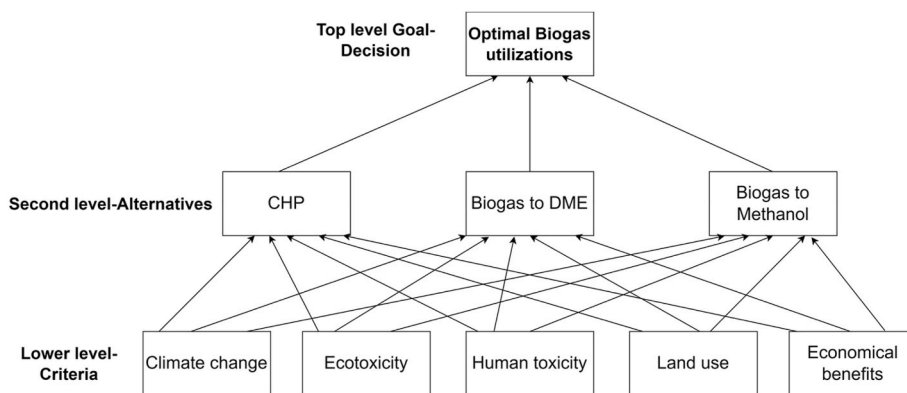 Top level Goal-
Decision
Optimal Biogas
utilizations
Second level-Alternatives
CHP
Biogas to DME
Biogas to
Methanol
Lower level-
Criteria
Climate change
Ecotoxicity
Human toxicity
Land use
Economical
benefits